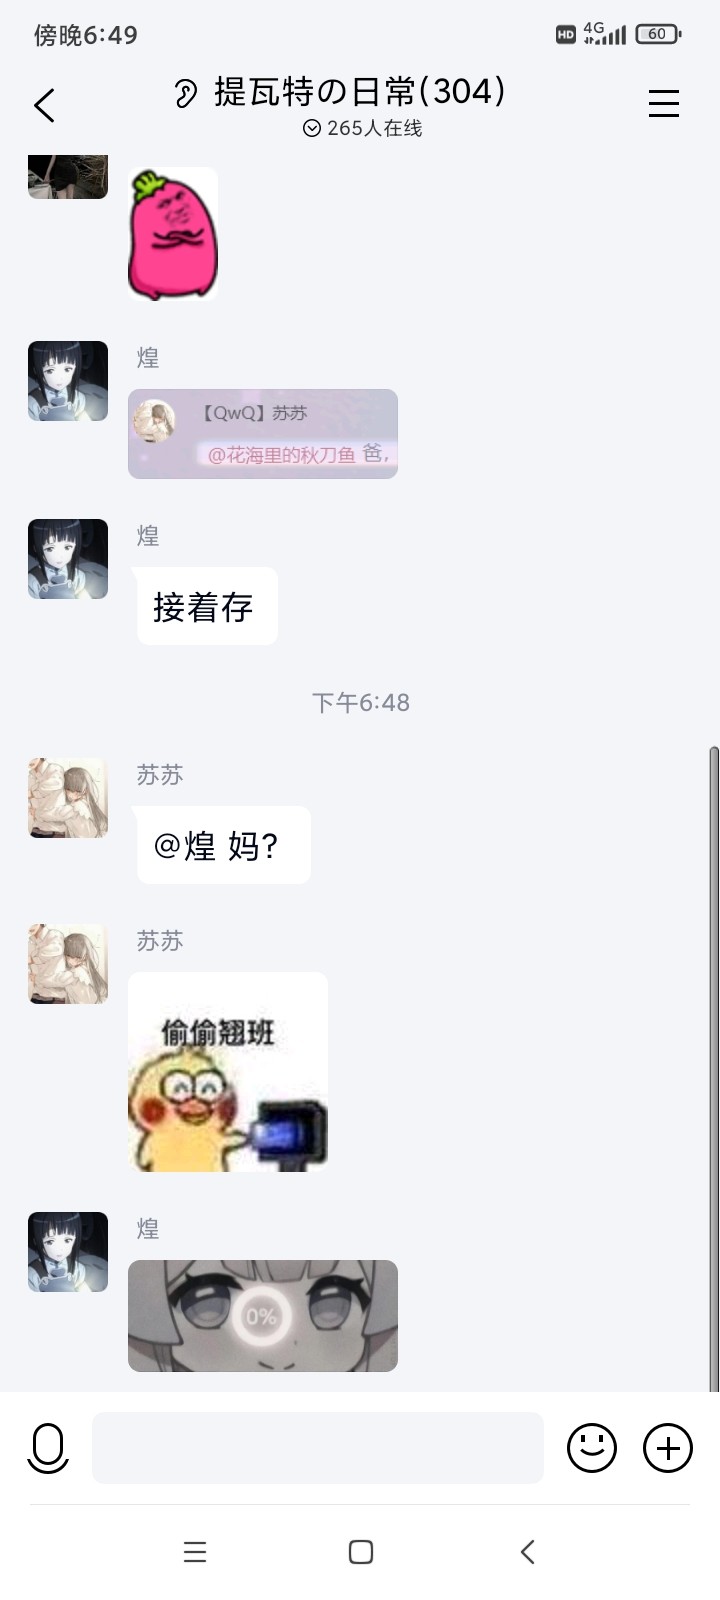 傍晚6:49
HD 4G 60
提瓦特の日常(304)
265人在线
煌
【QwQ】苏苏
@花海里的秋刀鱼 爸，
煌
接着存
下午6:48
苏苏
@煌 妈?
苏苏
偷偷翘班
煌
0%